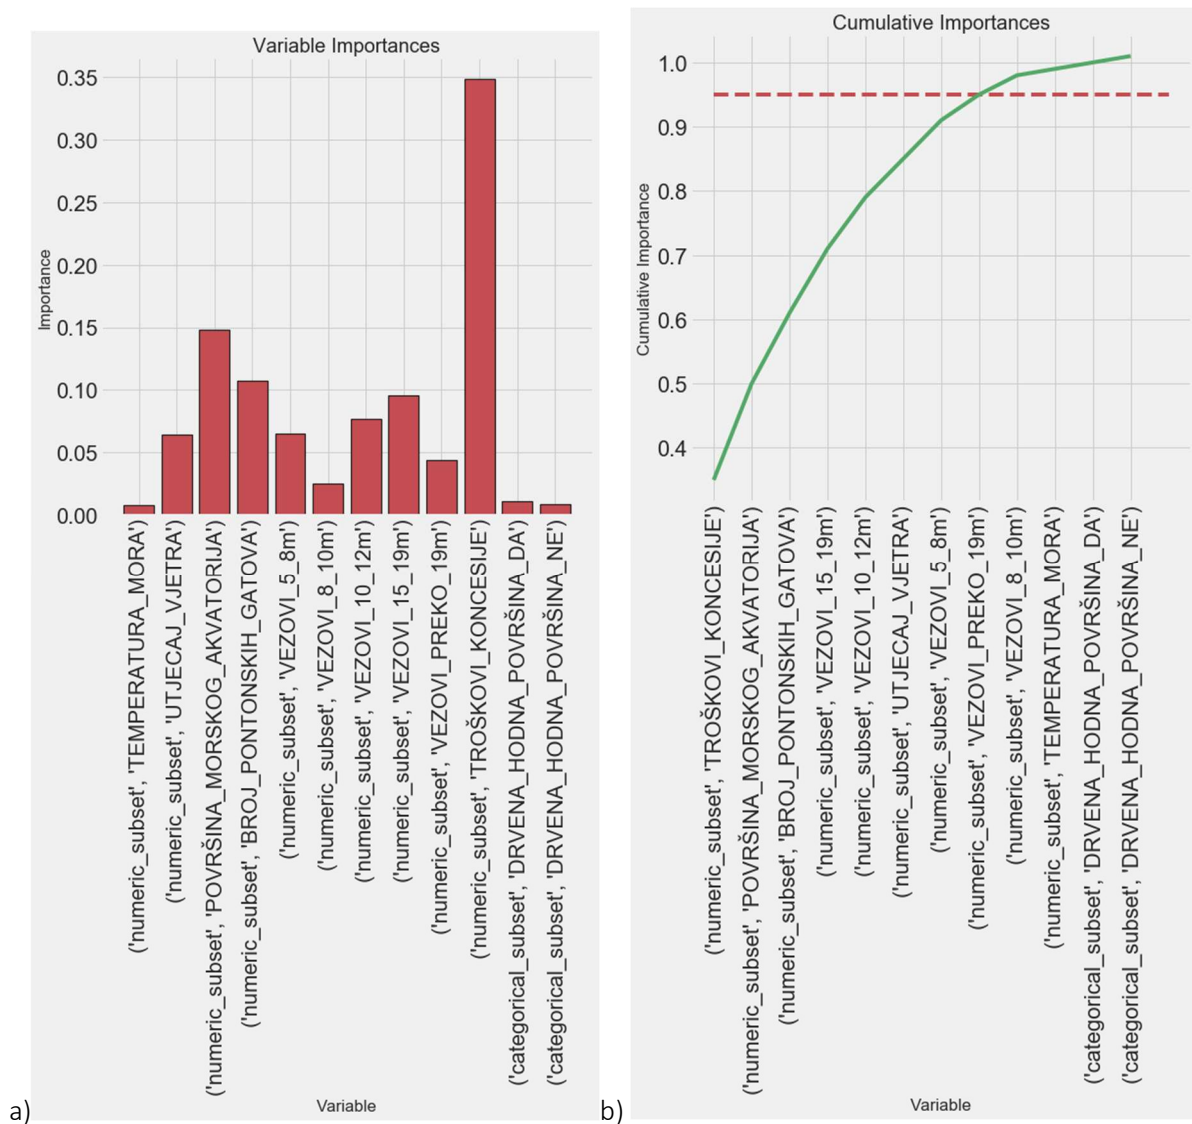 Variable Importances
Importance
0.35
0.30
0.25
0.20
0.15
0.10
0.05
0.00
('numeric_subset', 'TEMPERATURA_MORA')
('numeric_subset', 'UTJECAJ_VJETRA')
('numeric_subset', 'POVRŠINA_MORSKOG_AKVATORIJA')
('numeric_subset', 'BROJ_PONTONSKIH_GATOVA')
('numeric_subset', 'VEZOVI_5_8m')
('numeric_subset', 'VEZOVI_8_10m')
('numeric_subset', 'VEZOVI_10_12m')
('numeric_subset', 'VEZOVI_15_19m')
('numeric_subset', 'VEZOVI_PREKO_19m')
('numeric_subset', 'TROŠKOVI_KONCESIJE')
('categorical_subset', 'DRVENA_HODNA_POVRŠINA_DA')
('categorical_subset', 'DRVENA_HODNA_POVRŠINA_NE')
Variable
a)
Cumulative Importances
Cumulative Importance
1.0
0.9
0.8
0.7
0.6
0.5
0.4
('numeric_subset', 'TROŠKOVI_KONCESIJE')
('numeric_subset', 'POVRŠINA_MORSKOG_AKVATORIJA')
('numeric_subset', 'BROJ_PONTONSKIH_GATOVA')
('numeric_subset', 'VEZOVI_15_19m')
('numeric_subset', 'VEZOVI_10_12m')
('numeric_subset', 'UTJECAJ_VJETRA')
('numeric_subset', 'VEZOVI_5_8m')
('numeric_subset', 'VEZOVI_PREKO_19m')
('numeric_subset', 'VEZOVI_8_10m')
('numeric_subset', 'TEMPERATURA_MORA')
('categorical_subset', 'DRVENA_HODNA_POVRŠINA_DA')
('categorical_subset', 'DRVENA_HODNA_POVRŠINA_NE')
Variable
b)